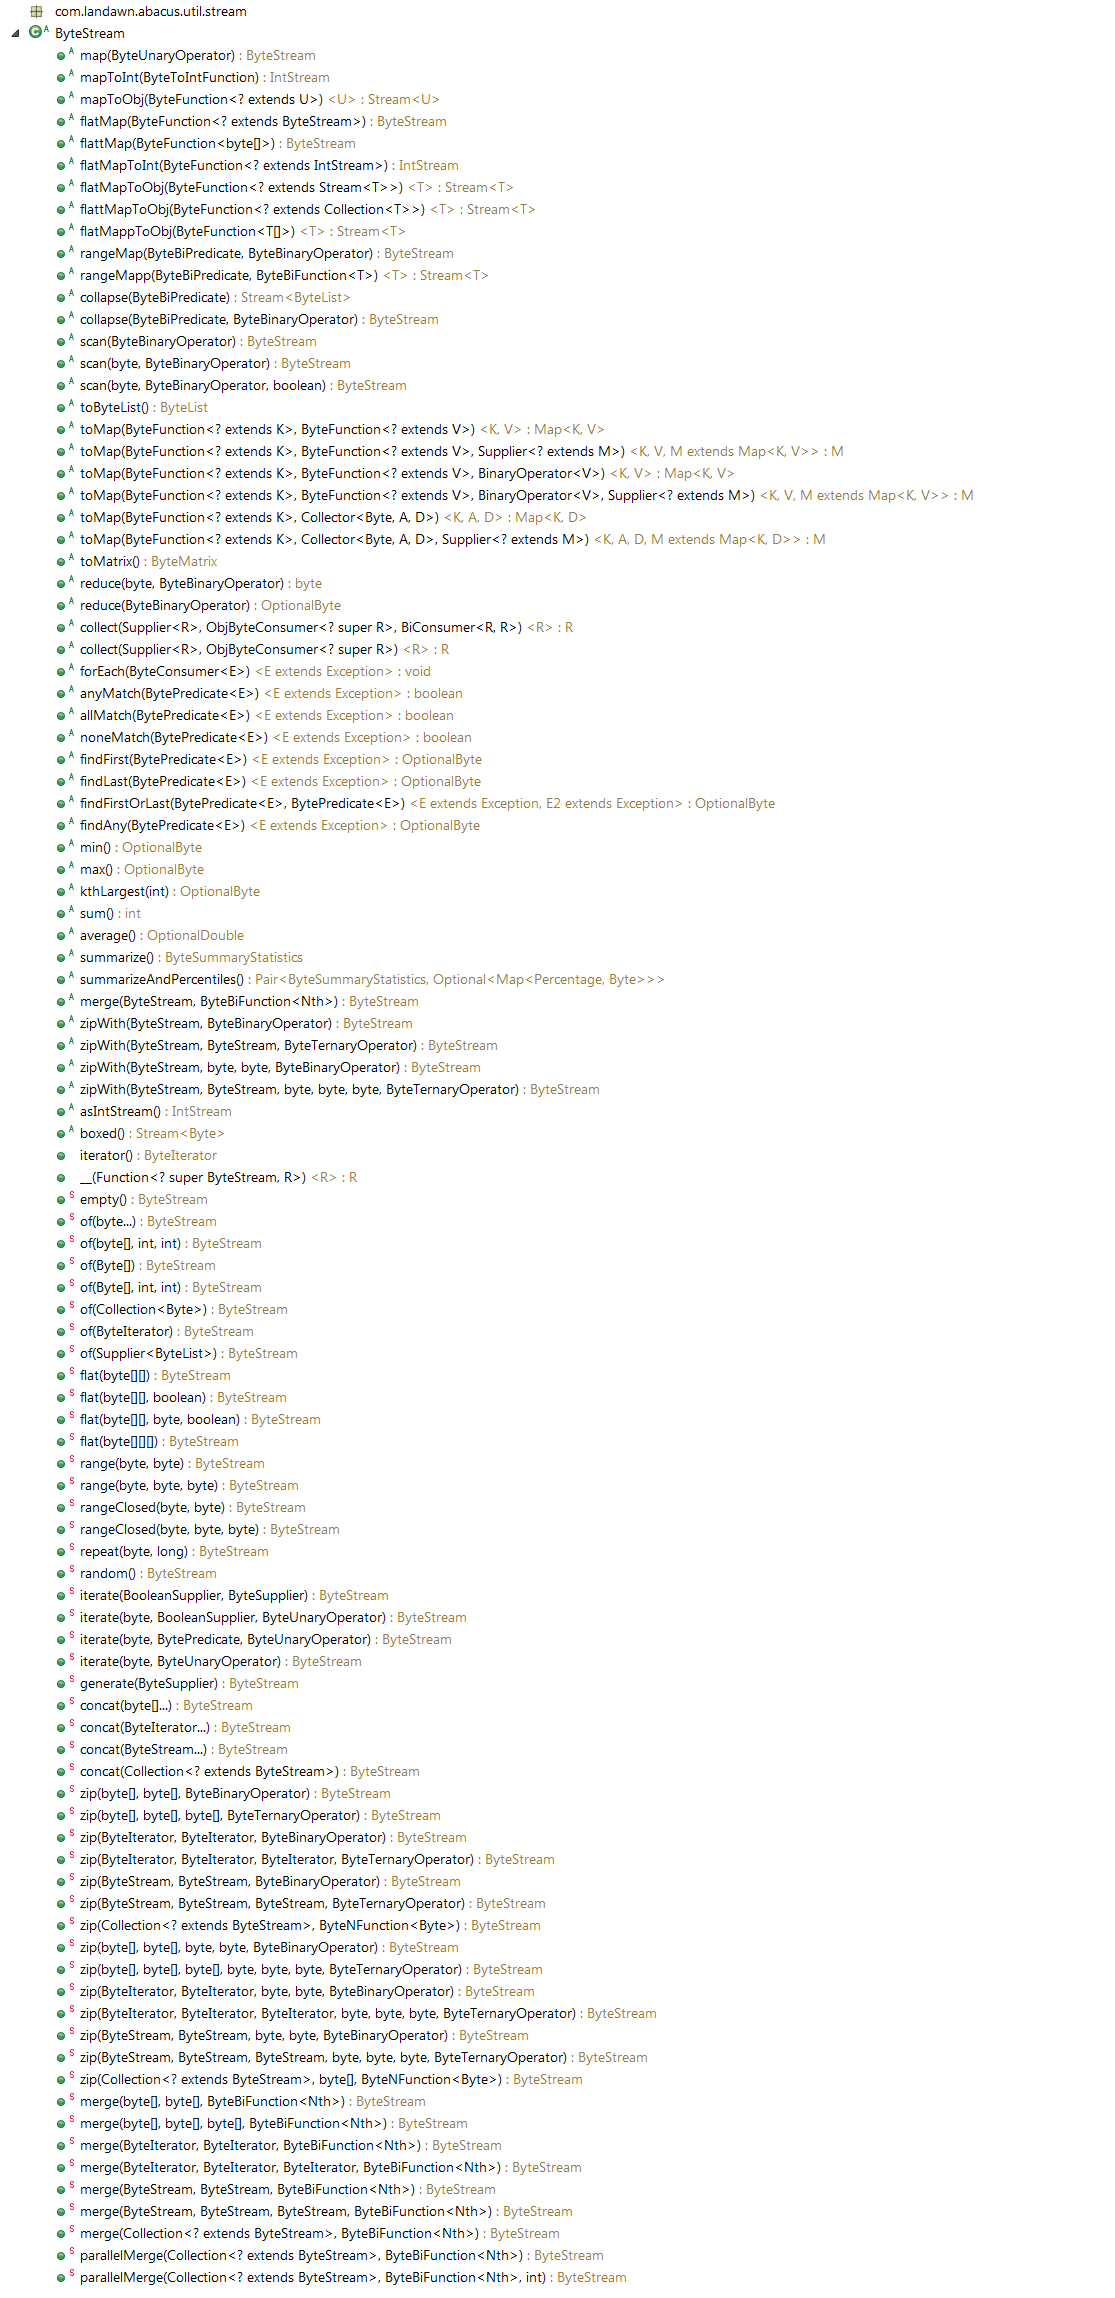 com.landawn.abacus.util.stream
ByteStream
map(ByteUnaryOperator) : ByteStream
mapToInt(ByteToIntFunction) : IntStream
mapToObj(ByteFunction<? extends U>) <U> : Stream<U>
flatMap(ByteFunction<? extends ByteStream>) : ByteStream
flattMap(ByteFunction<byte[]>) : ByteStream
flatMapToInt(ByteFunction<? extends IntStream>) : IntStream
flatMapToObj(ByteFunction<? extends Stream<T>>) <T> : Stream<T>
flattMapToObj(ByteFunction<? extends Collection<T>>) <T> : Stream<T>
flatMappToObj(ByteFunction<T[]>) <T> : Stream<T>
rangeMap(ByteBiPredicate, ByteBinaryOperator) : ByteStream
rangeMapp(ByteBiPredicate, ByteBiFunction<T>) <T> : Stream<T>
collapse(ByteBiPredicate) : Stream<ByteList>
collapse(ByteBiPredicate, ByteBinaryOperator) : ByteStream
scan(ByteBinaryOperator) : ByteStream
scan(byte, ByteBinaryOperator) : ByteStream
scan(byte, ByteBinaryOperator, boolean) : ByteStream
toByteList() : ByteList
toMap(ByteFunction<? extends K>, ByteFunction<? extends V>) <K, V> : Map<K, V>
toMap(ByteFunction<? extends K>, ByteFunction<? extends V>, Supplier<? extends M>) <K, V, M extends Map<K, V>> : M
toMap(ByteFunction<? extends K>, ByteFunction<? extends V>, BinaryOperator<V>) <K, V> : Map<K, V>
toMap(ByteFunction<? extends K>, ByteFunction<? extends V>, BinaryOperator<V>, Supplier<? extends M>) <K, V, M extends Map<K, V>> : M
toMap(ByteFunction<? extends K>, Collector<Byte, A, D>) <K, A, D> : Map<K, D>
toMap(ByteFunction<? extends K>, Collector<Byte, A, D>, Supplier<? extends M>) <K, A, D, M extends Map<K, D>> : M
toMatrix() : ByteMatrix
reduce(byte, ByteBinaryOperator) : byte
reduce(ByteBinaryOperator) : OptionalByte
collect(Supplier<R>, ObjByteConsumer<? super R>, BiConsumer<R, R>) <R> : R
collect(Supplier<R>, ObjByteConsumer<? super R>) <R> : R
forEach(ByteConsumer<E>) <E extends Exception> : void
anyMatch(BytePredicate<E>) <E extends Exception> : boolean
allMatch(BytePredicate<E>) <E extends Exception> : boolean
noneMatch(BytePredicate<E>) <E extends Exception> : boolean
findFirst(BytePredicate<E>) <E extends Exception> : OptionalByte
findLast(BytePredicate<E>) <E extends Exception> : OptionalByte
findFirstOrLast(BytePredicate<E>, BytePredicate<E>) <E extends Exception, E2 extends Exception> : OptionalByte
findAny(BytePredicate<E>) <E extends Exception> : OptionalByte
min() : OptionalByte
max() : OptionalByte
kthLargest(int) : OptionalByte
sum() : int
average() : OptionalDouble
summarize() : ByteSummaryStatistics
summarizeAndPercentiles() : Pair<ByteSummaryStatistics, Optional<Map<Percentage, Byte>>>
merge(ByteStream, ByteBiFunction<Nth>) : ByteStream
zipWith(ByteStream, ByteBinaryOperator) : ByteStream
zipWith(ByteStream, ByteStream, ByteTernaryOperator) : ByteStream
zipWith(ByteStream, byte, byte, ByteBinaryOperator) : ByteStream
zipWith(ByteStream, ByteStream, byte, byte, byte, ByteTernaryOperator) : ByteStream
asIntStream() : IntStream
boxed() : Stream<Byte>
iterator() : ByteIterator
__(Function<? super ByteStream, R>) <R> : R
empty() : ByteStream
of(byte...) : ByteStream
of(byte[], int, int) : ByteStream
of(Byte[]) : ByteStream
of(Byte[], int, int) : ByteStream
of(Collection<Byte>) : ByteStream
of(ByteIterator) : ByteStream
of(Supplier<ByteList>) : ByteStream
flat(byte[][]) : ByteStream
flat(byte[][], boolean) : ByteStream
flat(byte[][], byte, boolean) : ByteStream
flat(byte[][][]) : ByteStream
range(byte, byte) : ByteStream
range(byte, byte, byte) : ByteStream
rangeClosed(byte, byte) : ByteStream
rangeClosed(byte, byte, byte) : ByteStream
repeat(byte, long) : ByteStream
random() : ByteStream
iterate(BooleanSupplier, ByteSupplier) : ByteStream
iterate(byte, BooleanSupplier, ByteUnaryOperator) : ByteStream
iterate(byte, BytePredicate, ByteUnaryOperator) : ByteStream
iterate(byte, ByteUnaryOperator) : ByteStream
generate(ByteSupplier) : ByteStream
concat(byte[]...) : ByteStream
concat(ByteIterator...) : ByteStream
concat(ByteStream...) : ByteStream
concat(Collection<? extends ByteStream>) : ByteStream
zip(byte[], byte[], ByteBinaryOperator) : ByteStream
zip(byte[], byte[], byte[], ByteTernaryOperator) : ByteStream
zip(ByteIterator, ByteIterator, ByteBinaryOperator) : ByteStream
zip(ByteIterator, ByteIterator, ByteIterator, ByteTernaryOperator) : ByteStream
zip(ByteStream, ByteStream, ByteBinaryOperator) : ByteStream
zip(ByteStream, ByteStream, ByteStream, ByteTernaryOperator) : ByteStream
zip(Collection<? extends ByteStream>, ByteNFunction<Byte>) : ByteStream
zip(byte[], byte[], byte, byte, ByteBinaryOperator) : ByteStream
zip(byte[], byte[], byte[], byte, byte, byte, ByteTernaryOperator) : ByteStream
zip(ByteIterator, ByteIterator, byte, byte, ByteBinaryOperator) : ByteStream
zip(ByteIterator, ByteIterator, ByteIterator, byte, byte, byte, ByteTernaryOperator) : ByteStream
zip(ByteStream, ByteStream, byte, byte, ByteBinaryOperator) : ByteStream
zip(ByteStream, ByteStream, ByteStream, byte, byte, byte, ByteTernaryOperator) : ByteStream
zip(Collection<? extends ByteStream>, byte[], ByteNFunction<Byte>) : ByteStream
merge(byte[], byte[], ByteBiFunction<Nth>) : ByteStream
merge(byte[], byte[], byte[], ByteBiFunction<Nth>) : ByteStream
merge(ByteIterator, ByteIterator, ByteBiFunction<Nth>) : ByteStream
merge(ByteIterator, ByteIterator, ByteIterator, ByteBiFunction<Nth>) : ByteStream
merge(ByteStream, ByteStream, ByteBiFunction<Nth>) : ByteStream
merge(ByteStream, ByteStream, ByteStream, ByteBiFunction<Nth>) : ByteStream
merge(Collection<? extends ByteStream>, ByteBiFunction<Nth>) : ByteStream
parallelMerge(Collection<? extends ByteStream>, ByteBiFunction<Nth>) : ByteStream
parallelMerge(Collection<? extends ByteStream>, ByteBiFunction<Nth>, int) : ByteStream